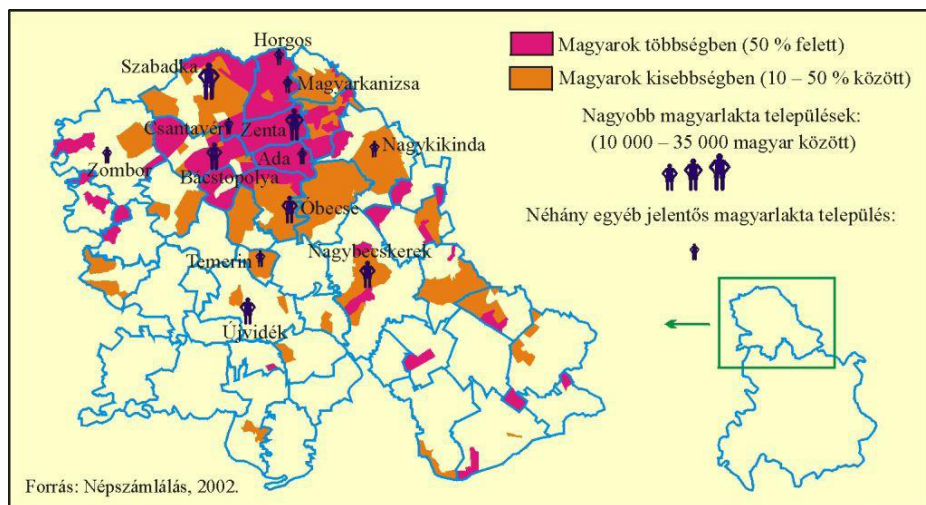 Horgos
Szabadka
Magyarkanizsa
Csantavér
Zenta
Nagykikinda
Zombor
Ada
Bácstopolya
Óbecse
Temerin
Nagybecskerek
Újvidék
Magyarok többségben (50 % felett)
Magyarok kisebbségben (10 – 50 % között)
Nagyobb magyarlakta települések:
(10 000 – 35 000 magyar között)
Néhány egyéb jelentős magyarlakta település:
Forrás: Népszámlálás, 2002.